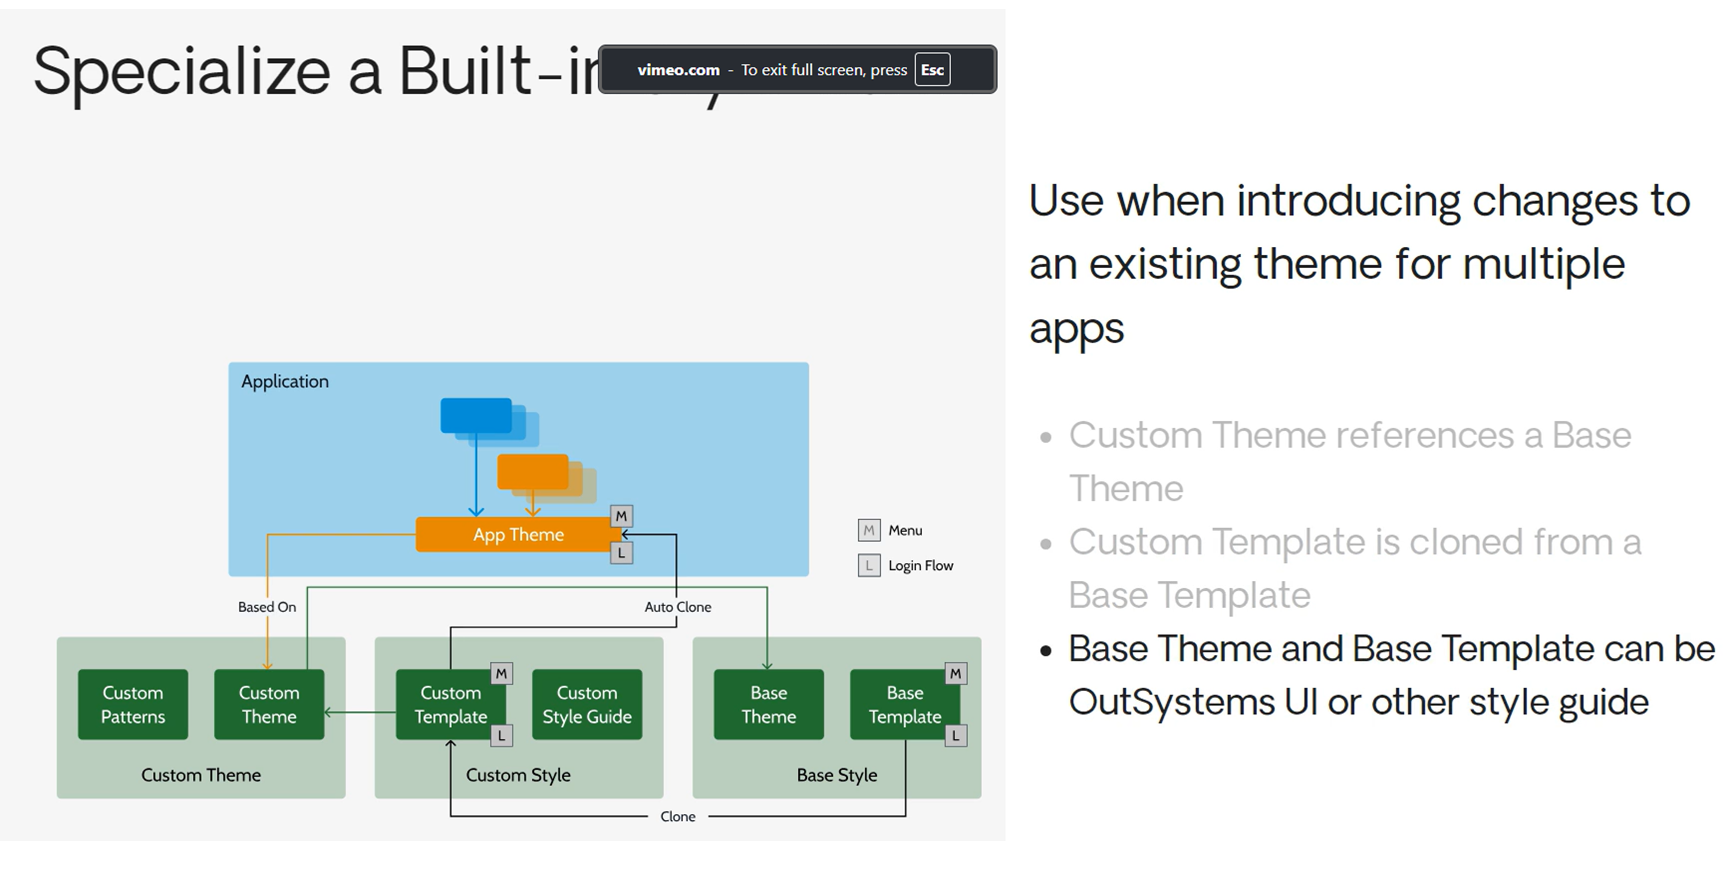 Specialize a Built-in
vimeo.com - To exit full screen, press Esc
Use when introducing changes to
an existing theme for multiple
apps
• Custom Theme references a Base
Theme
• Custom Template is cloned from a
Base Template
• Base Theme and Base Template can be
OutSystems UI or other style guide
Application
M
App Theme
L
M Menu
L Login Flow
Based On
Auto Clone
Custom
Patterns
Custom
Theme
Custom Theme
M
Custom
Template
L
Custom
Style Guide
Custom Style
Base
Theme
M
Base
Template
L
Base Style
Clone